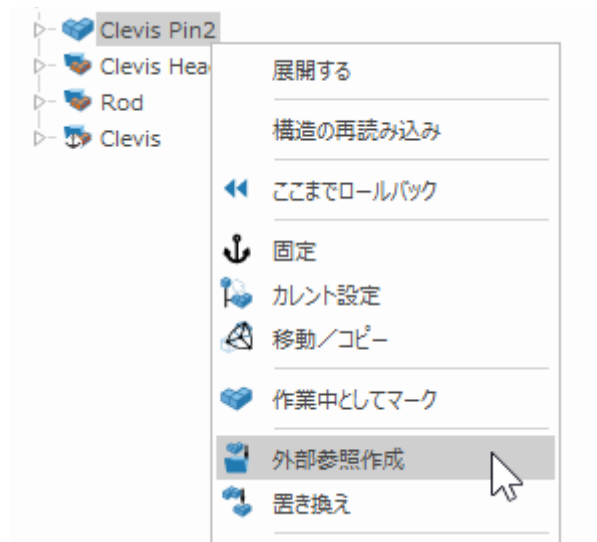 Clevis Pin2
Clevis Hea
展開する
Rod
Clevis
構造の再読み込み
ここまでロールバック
固定
カレント設定
移動／コピー
作業中としてマーク
外部参照作成
置き換え